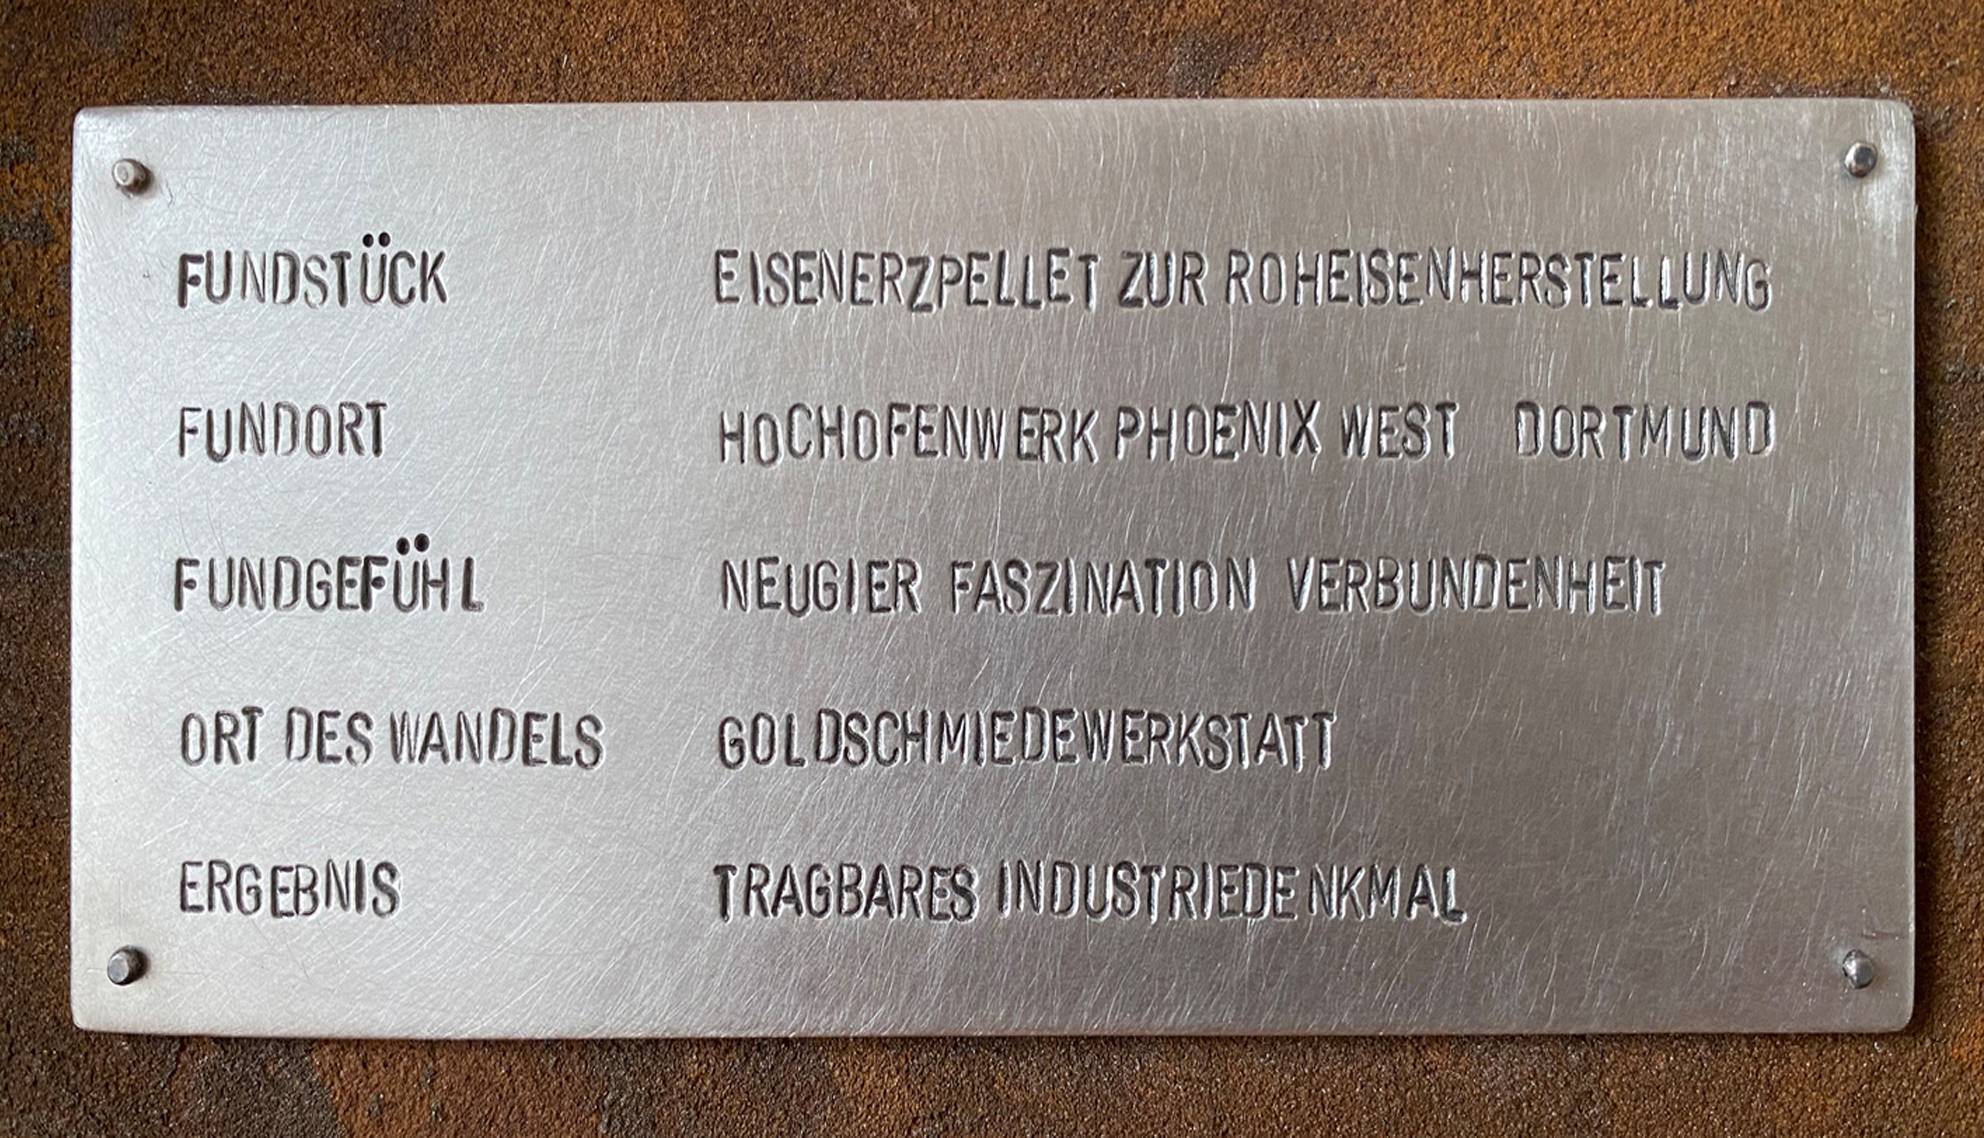 FUNDSTÜCK EISENERZPELLET ZUR ROHEISENHERSTELLUNG
FUNDORT HOCHOFENWERK PHOENIX WEST DORTMUND
FUNDGEFÜHL NEUGIER FASZINATION VERBUNDENHEIT
ORT DES WANDELS GOLDSCHMIEDEWERKSTATT
ERGEBNIS TRAGBARES INDUSTRIEDENKMAL